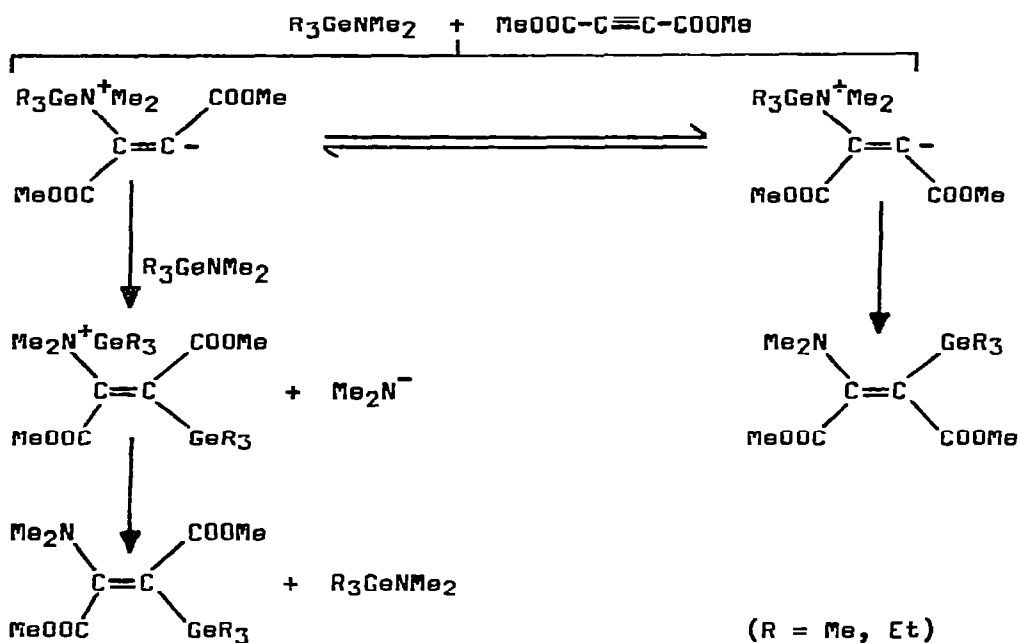 R₃GeNMe₂ + MeOOC-C≡C-COOMe
R₃GeN⁺Me₂ COOMe R₃GeN⁺Me₂
C=C - C=C -
MeOOC MeOOC COOMe
R₃GeNMe₂
Me₂N⁺GeR₃ COOMe Me₂N GeR₃
C=C + Me₂N⁻ C=C
MeOOC GeR₃ MeOOC COOMe
Me₂N COOMe
C=C + R₃GeNMe₂
MeOOC GeR₃ (R = Me, Et)